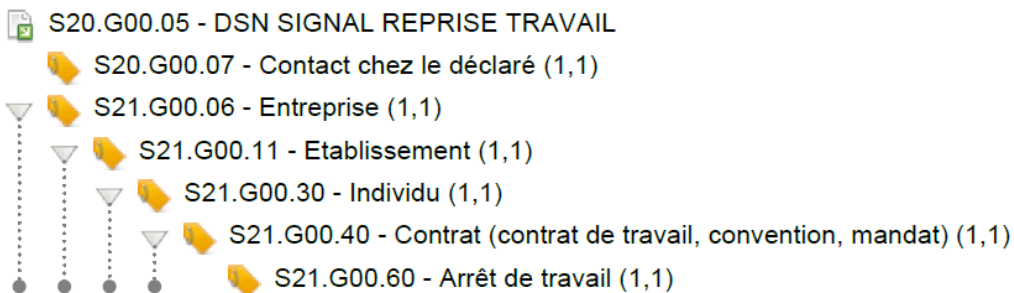 S20.G00.05 - DSN SIGNAL REPRISE TRAVAIL
S20.G00.07 - Contact chez le déclaré (1,1)
S21.G00.06 - Entreprise (1,1)
S21.G00.11 - Etablissement (1,1)
S21.G00.30 - Individu (1,1)
S21.G00.40 - Contrat (contrat de travail, convention, mandat) (1,1)
S21.G00.60 - Arrêt de travail (1,1)